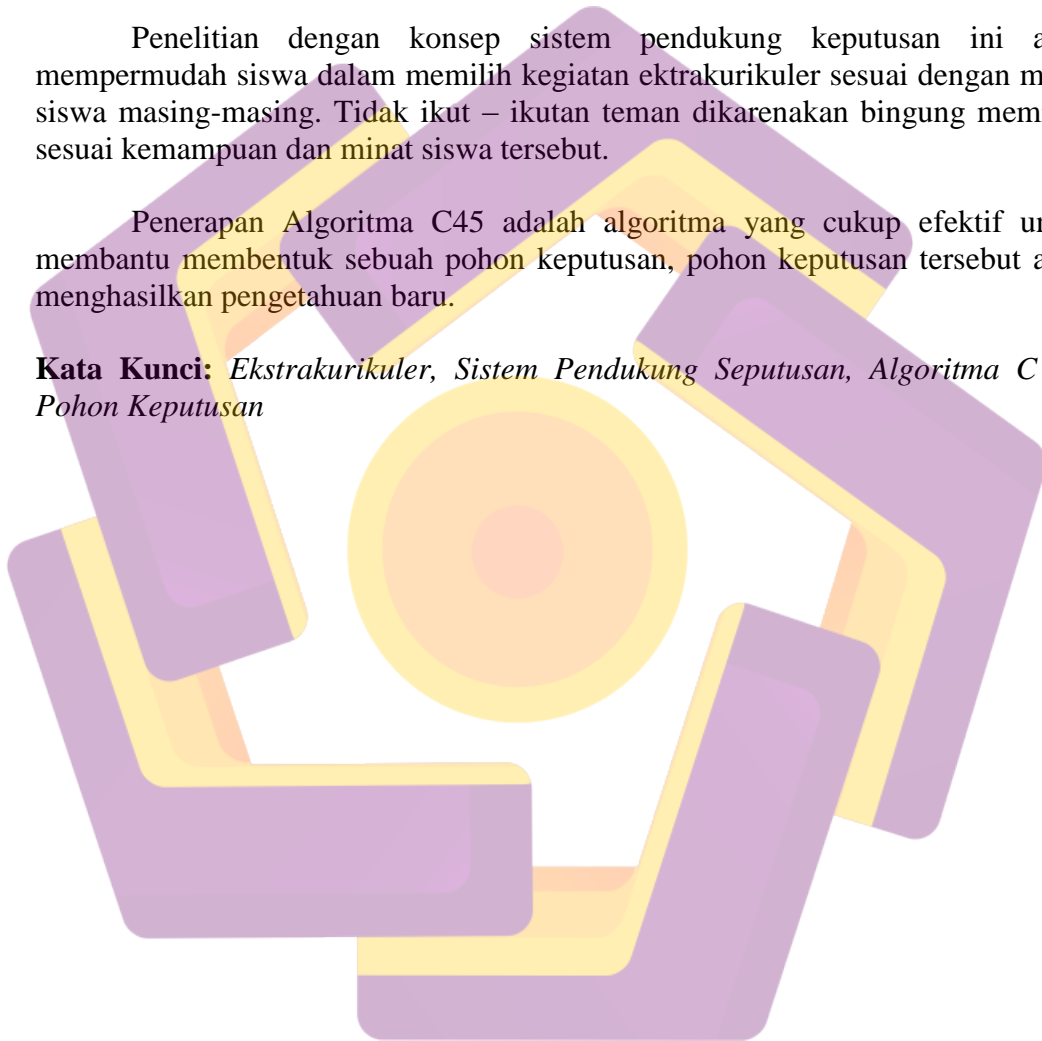 Penelitian dengan konsep sistem pendukung keputusan ini a
mempermudah siswa dalam memilih kegiatan ektrakurikuler sesuai dengan m
siswa masing-masing. Tidak ikut – ikutan teman dikarenakan bingung mem
sesuai kemampuan dan minat siswa tersebut.
Penerapan Algoritma C45 adalah algoritma yang cukup efektif u
membantu membentuk sebuah pohon keputusan, pohon keputusan tersebut a
menghasilkan pengetahuan baru.
Kata Kunci: Ekstrakurikuler, Sistem Pendukung Seputusan, Algoritma C
Pohon Keputusan